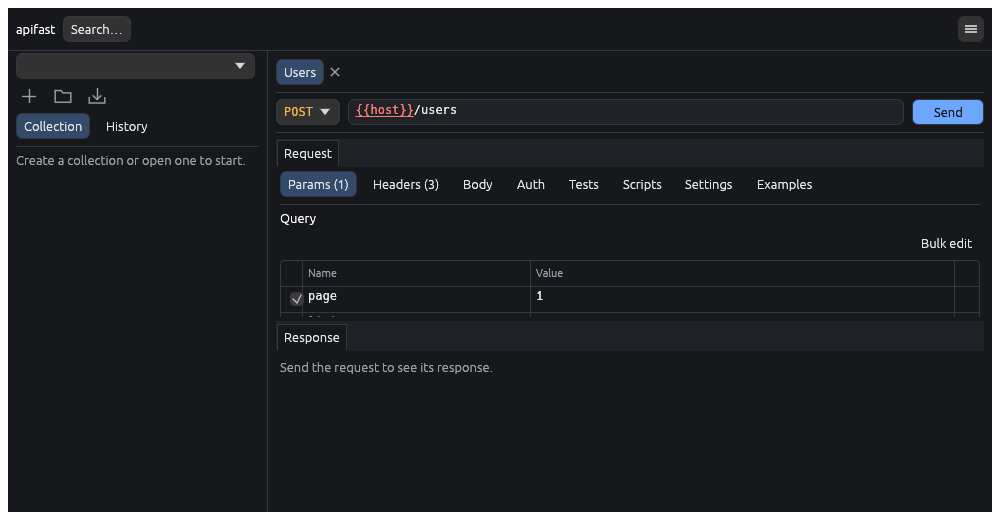 apifast Search…
Users
POST {{host}}/users Send
Collection History
Create a collection or open one to start.
Request
Params (1) Headers (3) Body Auth Tests Scripts Settings Examples
Query
Bulk edit
Name Value
page 1
Response
Send the request to see its response.